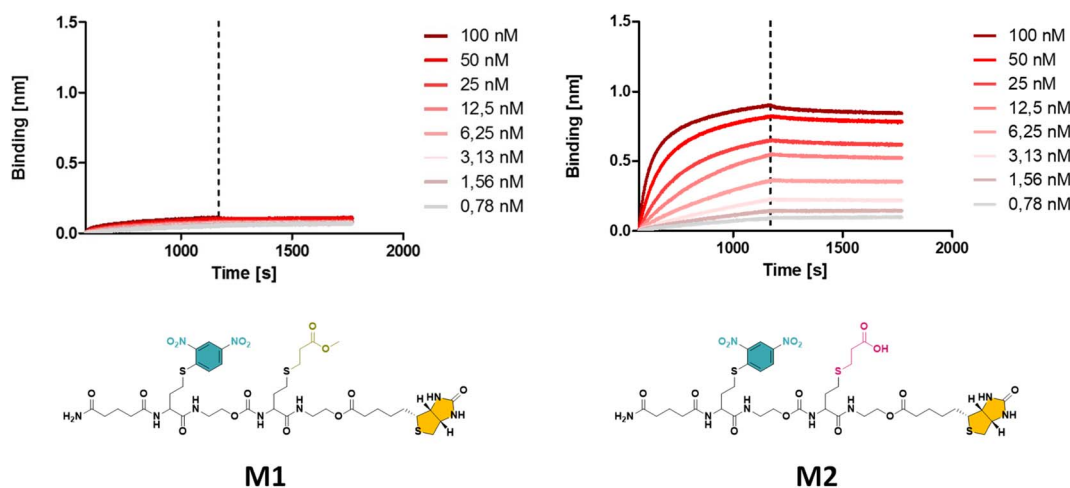 1.5
1.0
0.5
0.0
Binding [nm]
1000
1500
2000
Time [s]
100 nM
50 nM
25 nM
12,5 nM
6,25 nM
3,13 nM
1,56 nM
0,78 nM
1.5
1.0
0.5
0.0
Binding [nm]
1000
1500
2000
Time [s]
100 nM
50 nM
25 nM
12,5 nM
6,25 nM
3,13 nM
1,56 nM
0,78 nM
O₂N NO₂ O
O
S S
O O H H O HN O
H₂N N N O N N O NH
H O O H O S H
M1
O₂N NO₂ O
OH
S S
O O H H O HN O
H₂N N N O N N O NH
H O O H O S H
M2